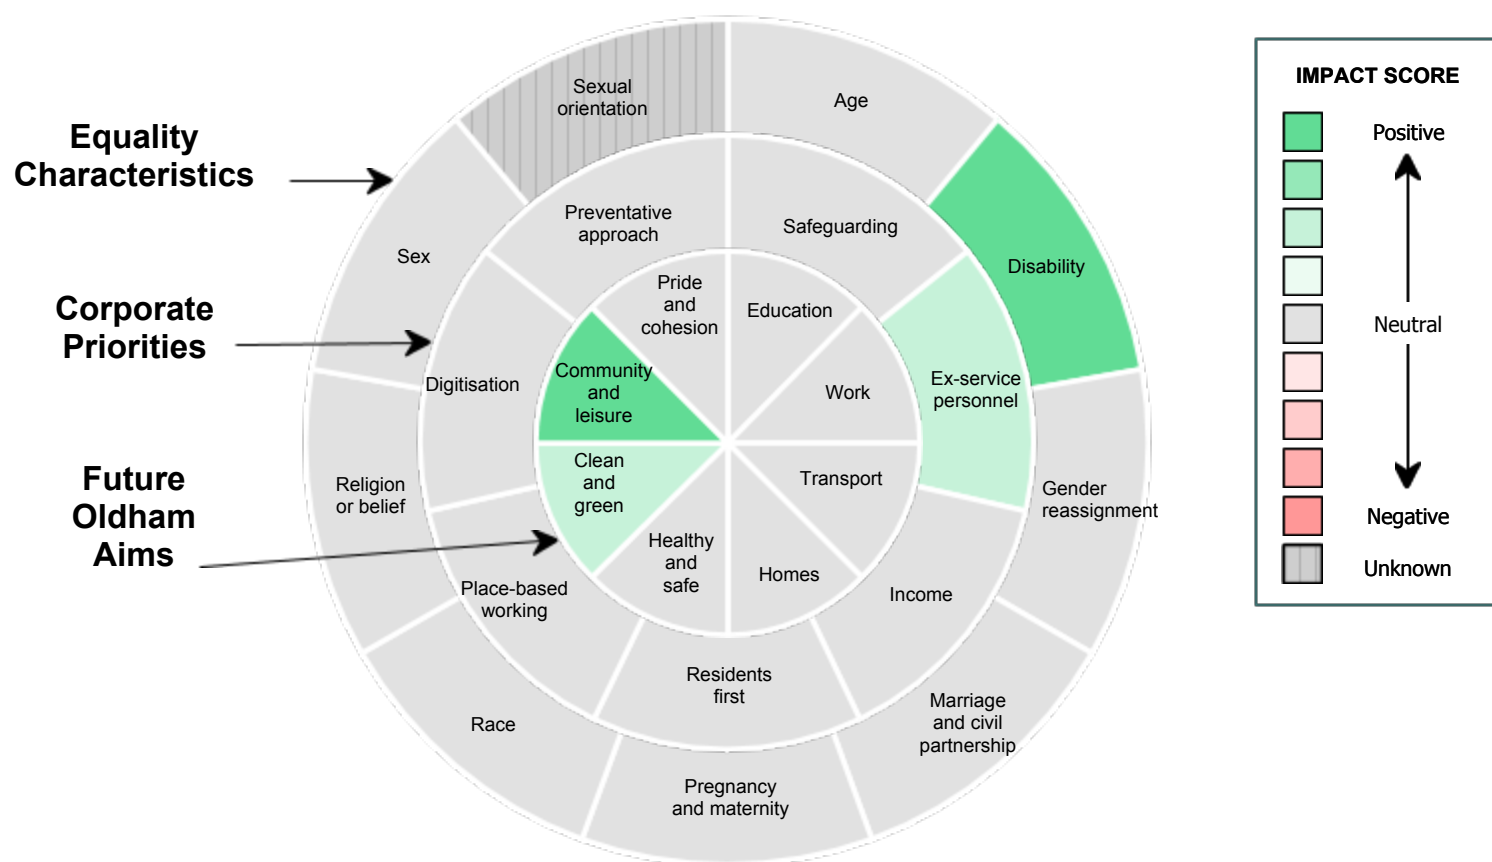 Equality
Characteristics
Corporate
Priorities
Future
Oldham
Aims
Sexual
orientation
Age
Disability
Gender
reassignment
Marriage
and civil
partnership
Pregnancy
and maternity
Race
Religion
or belief
Sex
Preventative
approach
Safeguarding
Ex-service
personnel
Income
Residents
first
Place-based
working
Digitisation
Pride
and
cohesion
Education
Work
Transport
Homes
Healthy
and
safe
Clean
and
green
Community
and
leisure
IMPACT SCORE
Positive
Neutral
Negative
Unknown